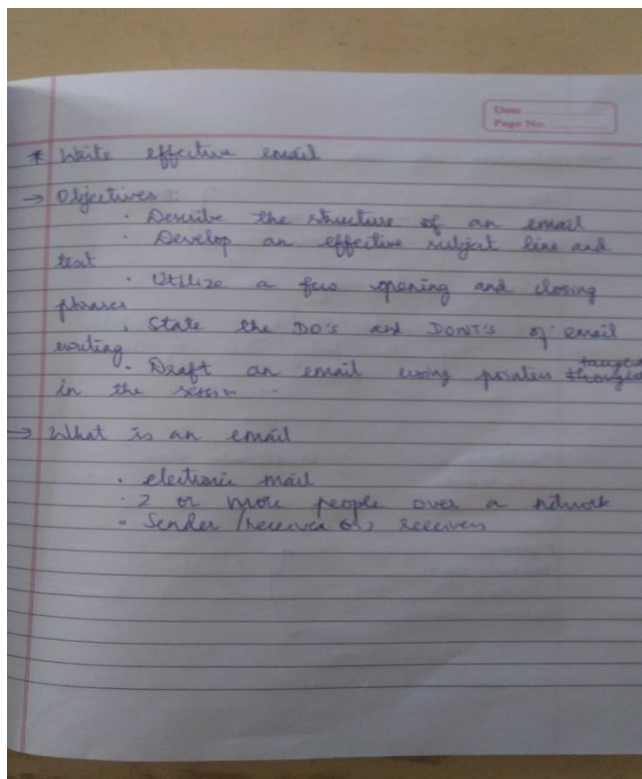 Date
Page No.
* Write effective email
→ Objectives :
· Describe the structure of an email
· Develop an effective subject line and
text
· Utilize a few opening and closing
phrases
· State the DO's and DONT'S of email
writing
· Draft an email using pointers
in the session
→ What is an email
· electronic mail
· 2 or more people over a network
· Sender / receiver or receivers